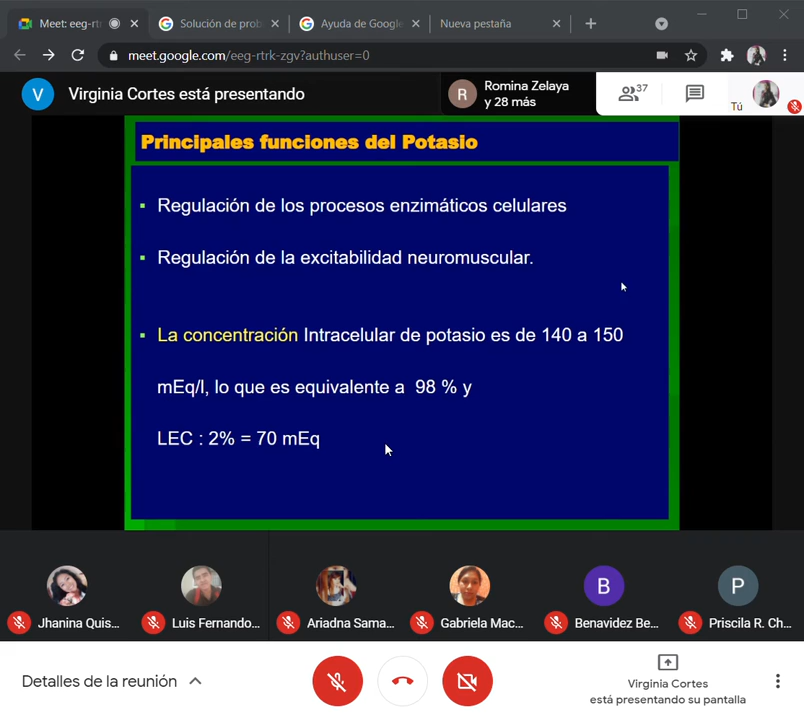 Meet: eeg-rtr
Solución de prob
Ayuda de Google
Nueva pestaña
meet.google.com/eeg-rtrk-zgv?authuser=0
V
Virginia Cortes está presentando
R
Romina Zelaya
y 28 más
37
Tú
Principales funciones del Potasio
Regulación de los procesos enzimáticos celulares
Regulación de la excitabilidad neuromuscular.
La concentración Intracelular de potasio es de 140 a 150
mEq/l, lo que es equivalente a 98 % y
LEC : 2% = 70 mEq
B
P
Jhanina Quis...
Luis Fernando...
Ariadna Sama...
Gabriela Mac...
Benavidez Be...
Priscila R. Ch...
Detalles de la reunión
Virginia Cortes
está presentando su pantalla